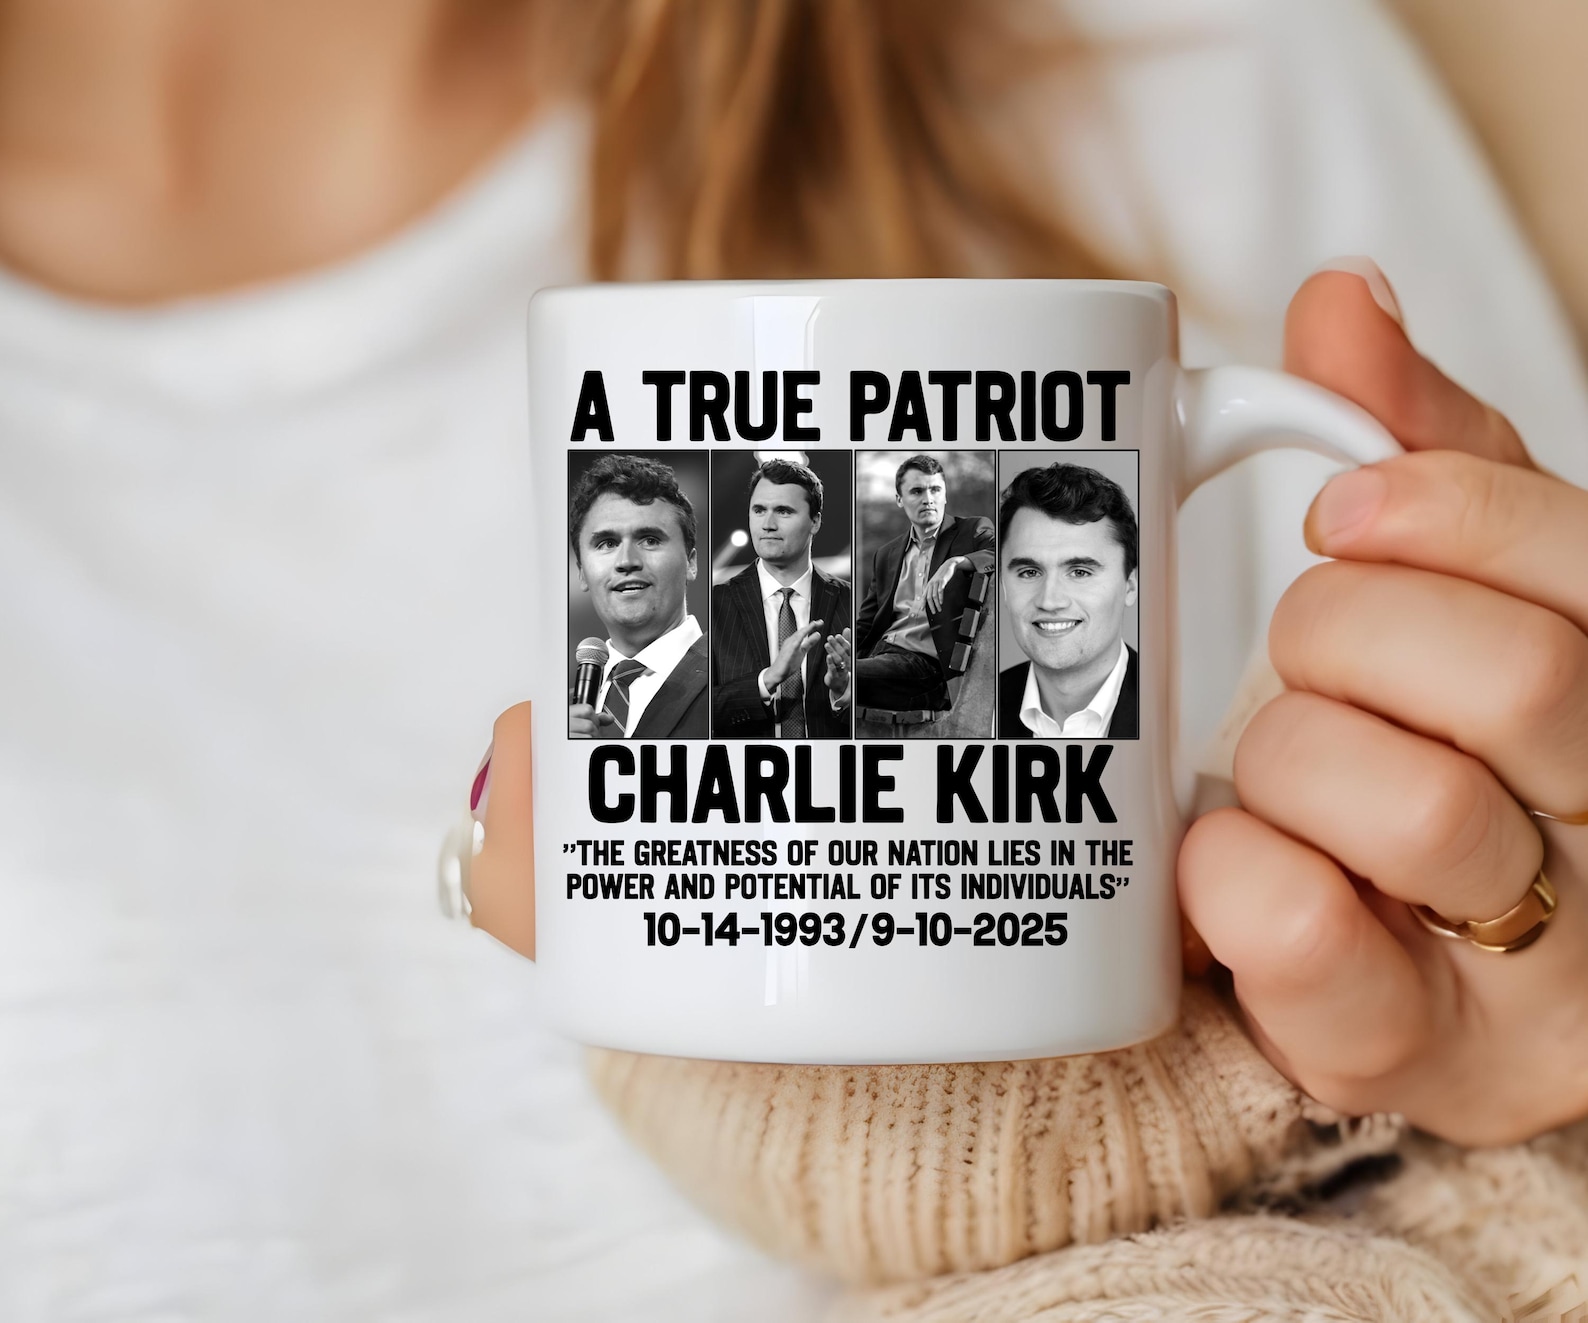 A TRUE PATRIOT
CHARLIE KIRK
”THE GREATNESS OF OUR NATION LIES IN THE
POWER AND POTENTIAL OF ITS INDIVIDUALS”
10-14-1993/9-10-2025